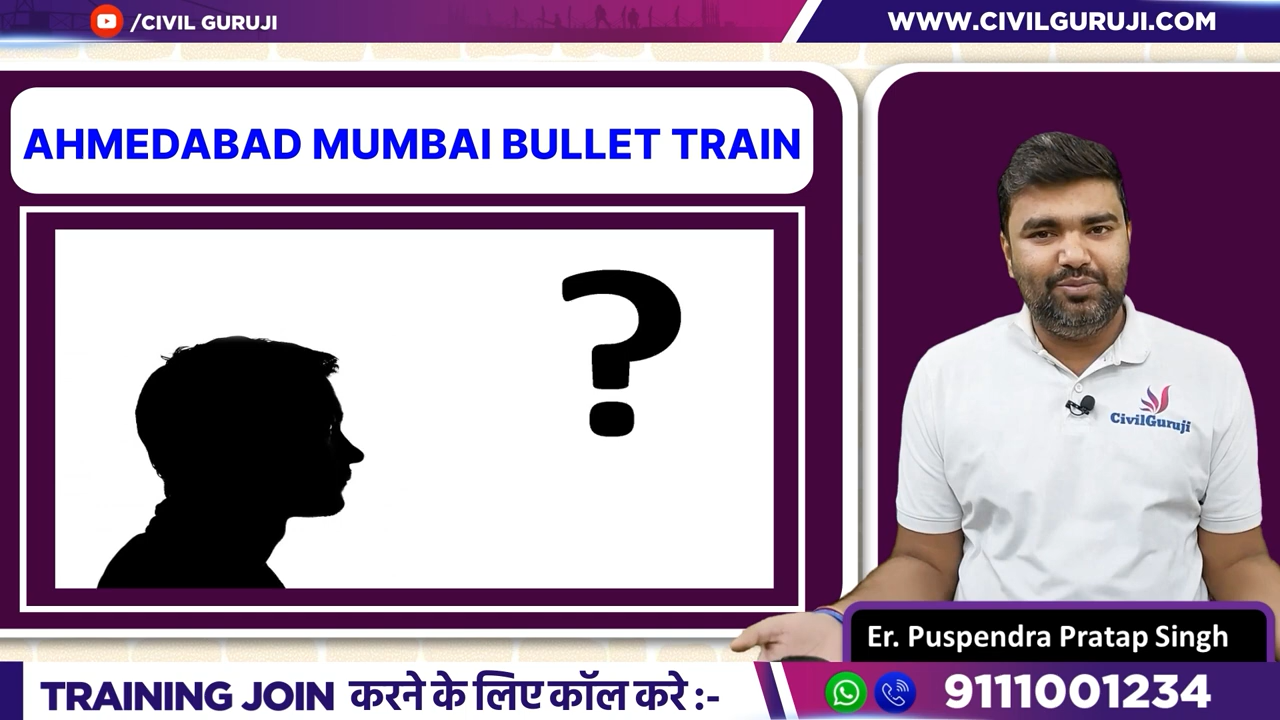 /CIVIL GURUJI
WWW.CIVILGURUJI.COM
AHMEDABAD MUMBAI BULLET TRAIN
?
CivilGuruji
Er. Puspendra Pratap Singh
TRAINING JOIN करने के लिए कॉल करे :-
9111001234